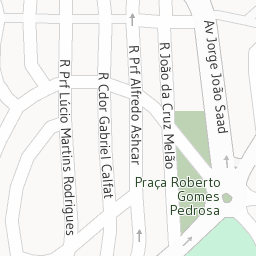 R Prf Lúcio Martins Rodrigues
R Cdor Gabriel Calfat
R Prf Alfredo Ashcar
R João da Cruz Melão
Av Jorge João Saad
Praça Roberto
Gomes
Pedrosa